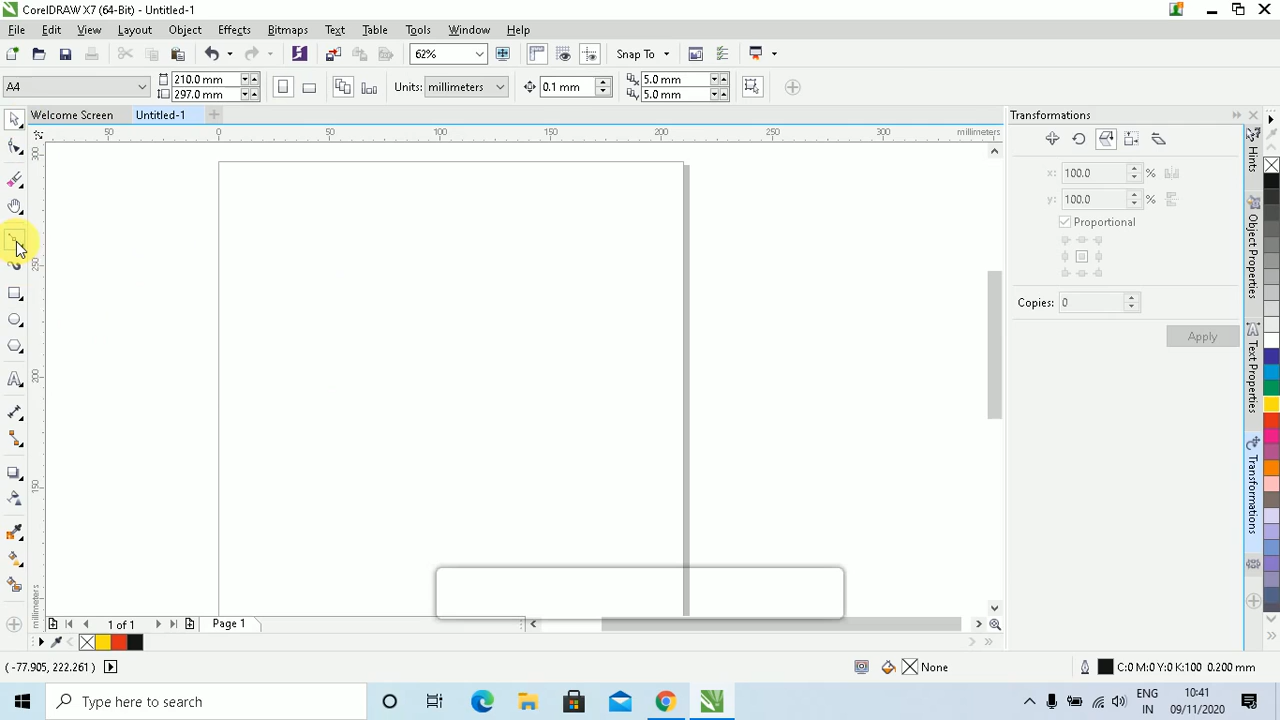 CorelDRAW X7 (64-Bit) - Untitled-1
File Edit View Layout Object Effects Bitmaps Text Table Tools Window Help
62% Snap To
A4 210.0 mm 297.0 mm Units: millimeters 0.1 mm 5.0 mm 5.0 mm
Welcome Screen Untitled-1
50 0 50 100 150 200 250 300 millimeters
300
250
200
150
millimeters
Transformations
x: 100.0 %
y: 100.0 %
Proportional
Copies: 0
Apply
Hints
Object Properties
Text Properties
Transformations
1 of 1 Page 1
(-77.905, 222.261) None C:0 M:0 Y:0 K:100 0.200 mm
Type here to search
ENG
IN
10:41
09/11/2020